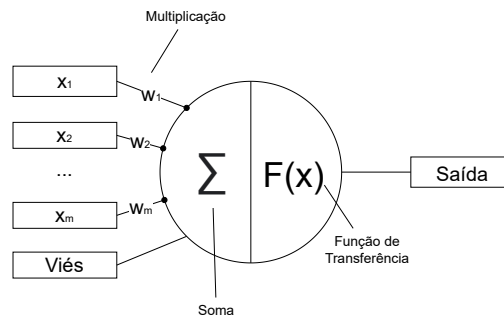 Multiplicação
x₁
w₁
x₂
w₂
...
xₘ
wₘ
Viés
Σ
F(x)
Saída
Função de
Transferência
Soma